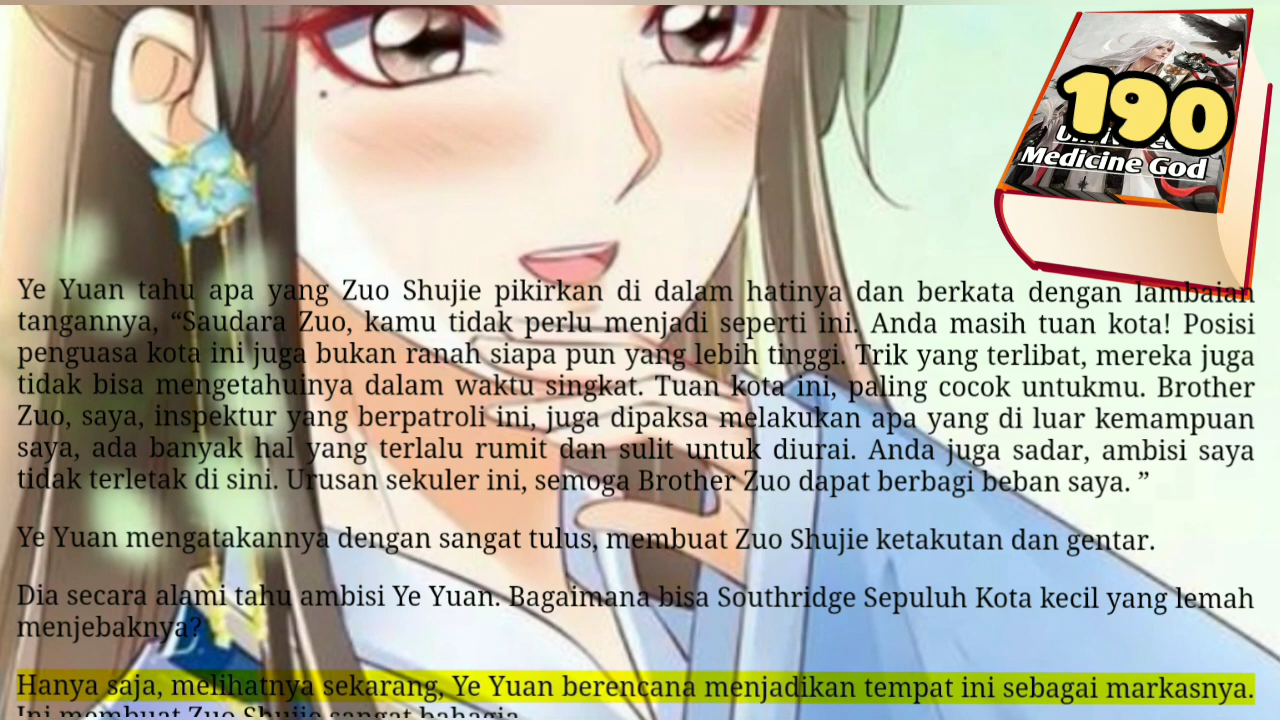 190
Medicine God
Ye Yuan tahu apa yang Zuo Shujie pikirkan di dalam hatinya dan berkata dengan lambaian
tangannya, “Saudara Zuo, kamu tidak perlu menjadi seperti ini. Anda masih tuan kota! Posisi
penguasa kota ini juga bukan ranah siapa pun yang lebih tinggi. Trik yang terlibat, mereka juga
tidak bisa mengetahuinya dalam waktu singkat. Tuan kota ini, paling cocok untukmu. Brother
Zuo, saya, inspektur yang berpatroli ini, juga dipaksa melakukan apa yang di luar kemampuan
saya, ada banyak hal yang terlalu rumit dan sulit untuk diurai. Anda juga sadar, ambisi saya
tidak terletak di sini. Urusan sekuler ini, semoga Brother Zuo dapat berbagi beban saya. ”
Ye Yuan mengatakannya dengan sangat tulus, membuat Zuo Shujie ketakutan dan gentar.
Dia secara alami tahu ambisi Ye Yuan. Bagaimana bisa Southridge Sepuluh Kota kecil yang lemah
menjebaknya?
Hanya saja, melihatnya sekarang, Ye Yuan berencana menjadikan tempat ini sebagai markasnya.
Ini membuat Zuo Shujie sangat bahagia.